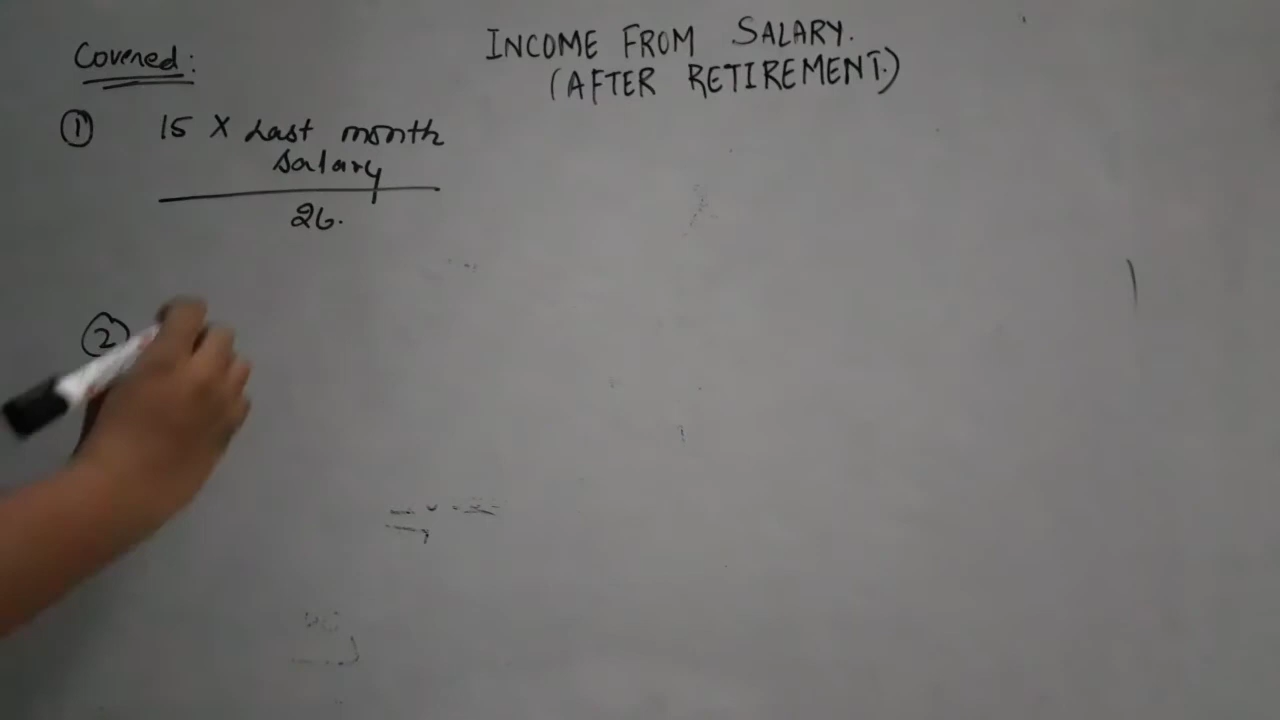 INCOME FROM SALARY.
(AFTER RETIREMENT.)
Covered:
① 15 X Last month
salary
26.
②